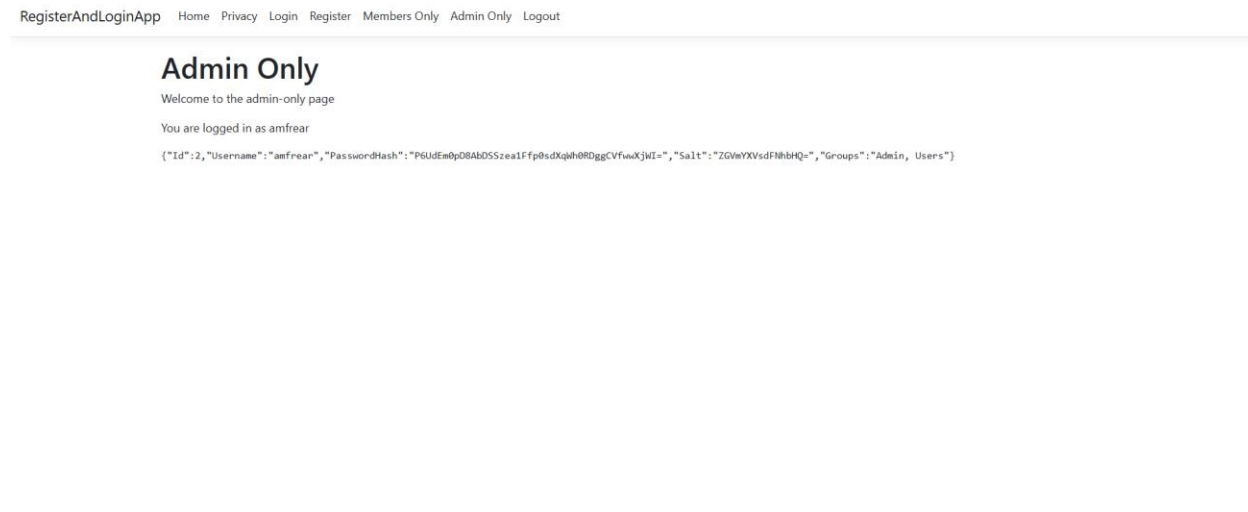 RegisterAndLoginApp Home Privacy Login Register Members Only Admin Only Logout
Admin Only
Welcome to the admin-only page
You are logged in as amfrear
{"Id":2,"Username":"amfrear","PasswordHash":"P6UdEm0pD8AbDSSzea1Ffp0sdXqWh0RDggCVfwwXjWI=","Salt":"ZGVmYXVsdFNhbHQ=","Groups":"Admin, Users"}